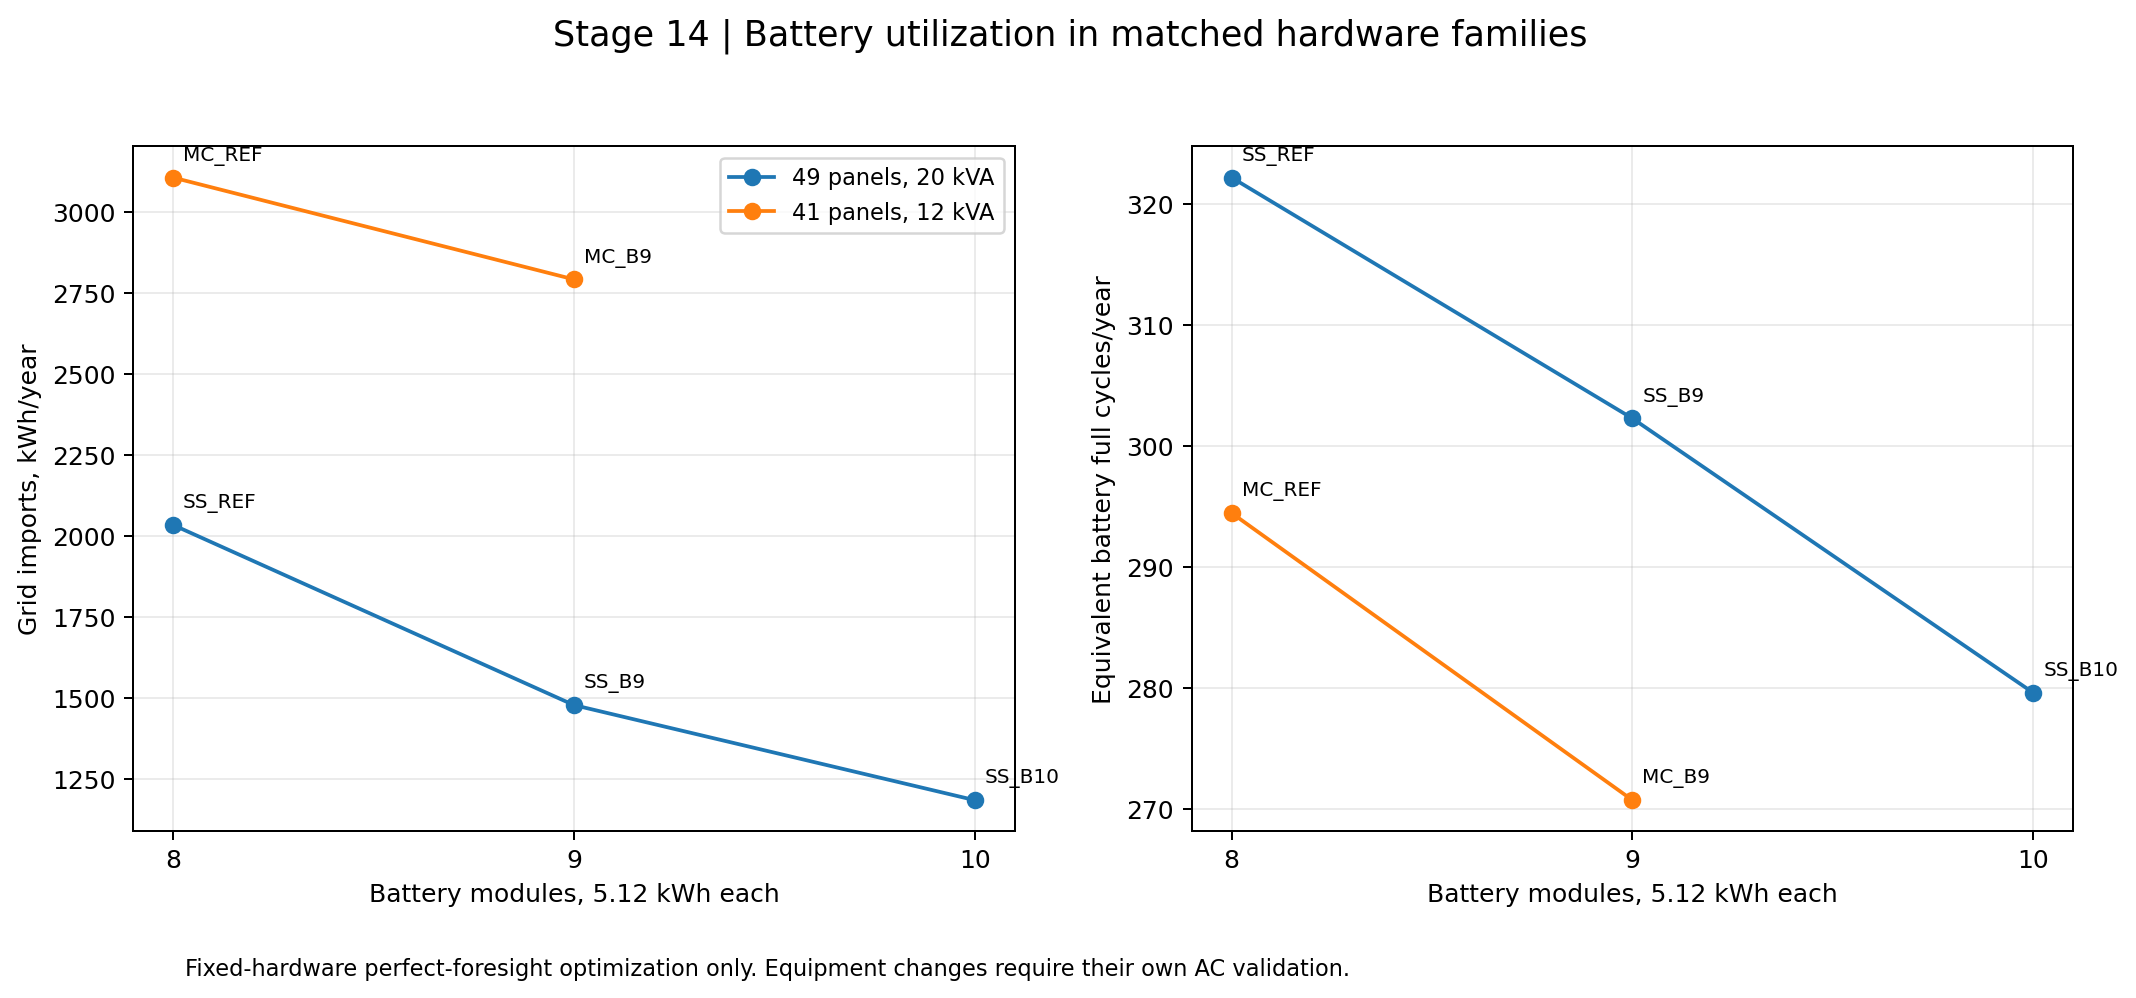 Stage 14 | Battery utilization in matched hardware families
MC_REF
MC_B9
SS_REF
SS_B9
SS_B10
49 panels, 20 kVA
41 panels, 12 kVA
3000
2750
2500
2250
2000
1750
1500
1250
Grid imports, kWh/year
8
9
10
Battery modules, 5.12 kWh each
SS_REF
SS_B9
MC_REF
SS_B10
MC_B9
320
310
300
290
280
270
Equivalent battery full cycles/year
8
9
10
Battery modules, 5.12 kWh each
Fixed-hardware perfect-foresight optimization only. Equipment changes require their own AC validation.